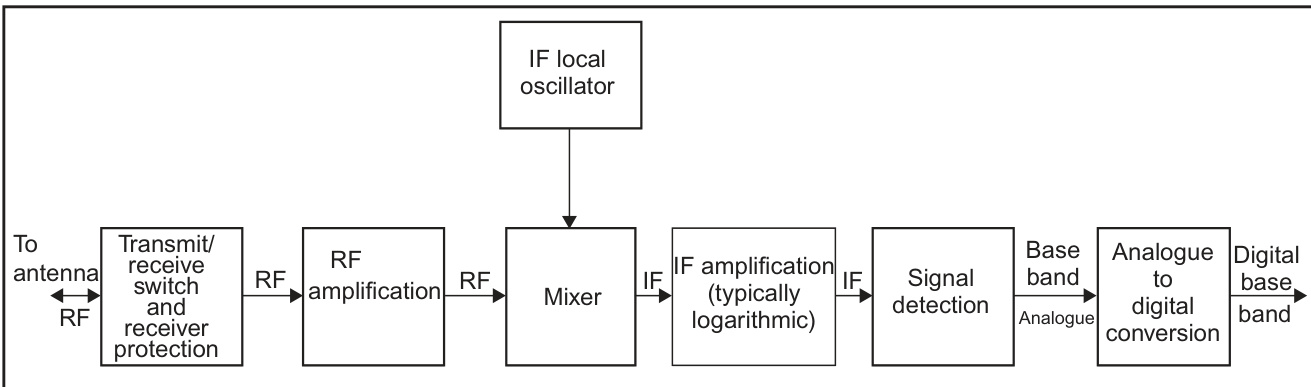 IF local
oscillator
To
antenna
RF
Transmit/
receive
switch
and
receiver
protection
RF
RF
amplification
RF
Mixer
IF
IF amplification
(typically
logarithmic)
IF
Signal
detection
Base
band
Analogue
Analogue
to
digital
conversion
Digital
base
band